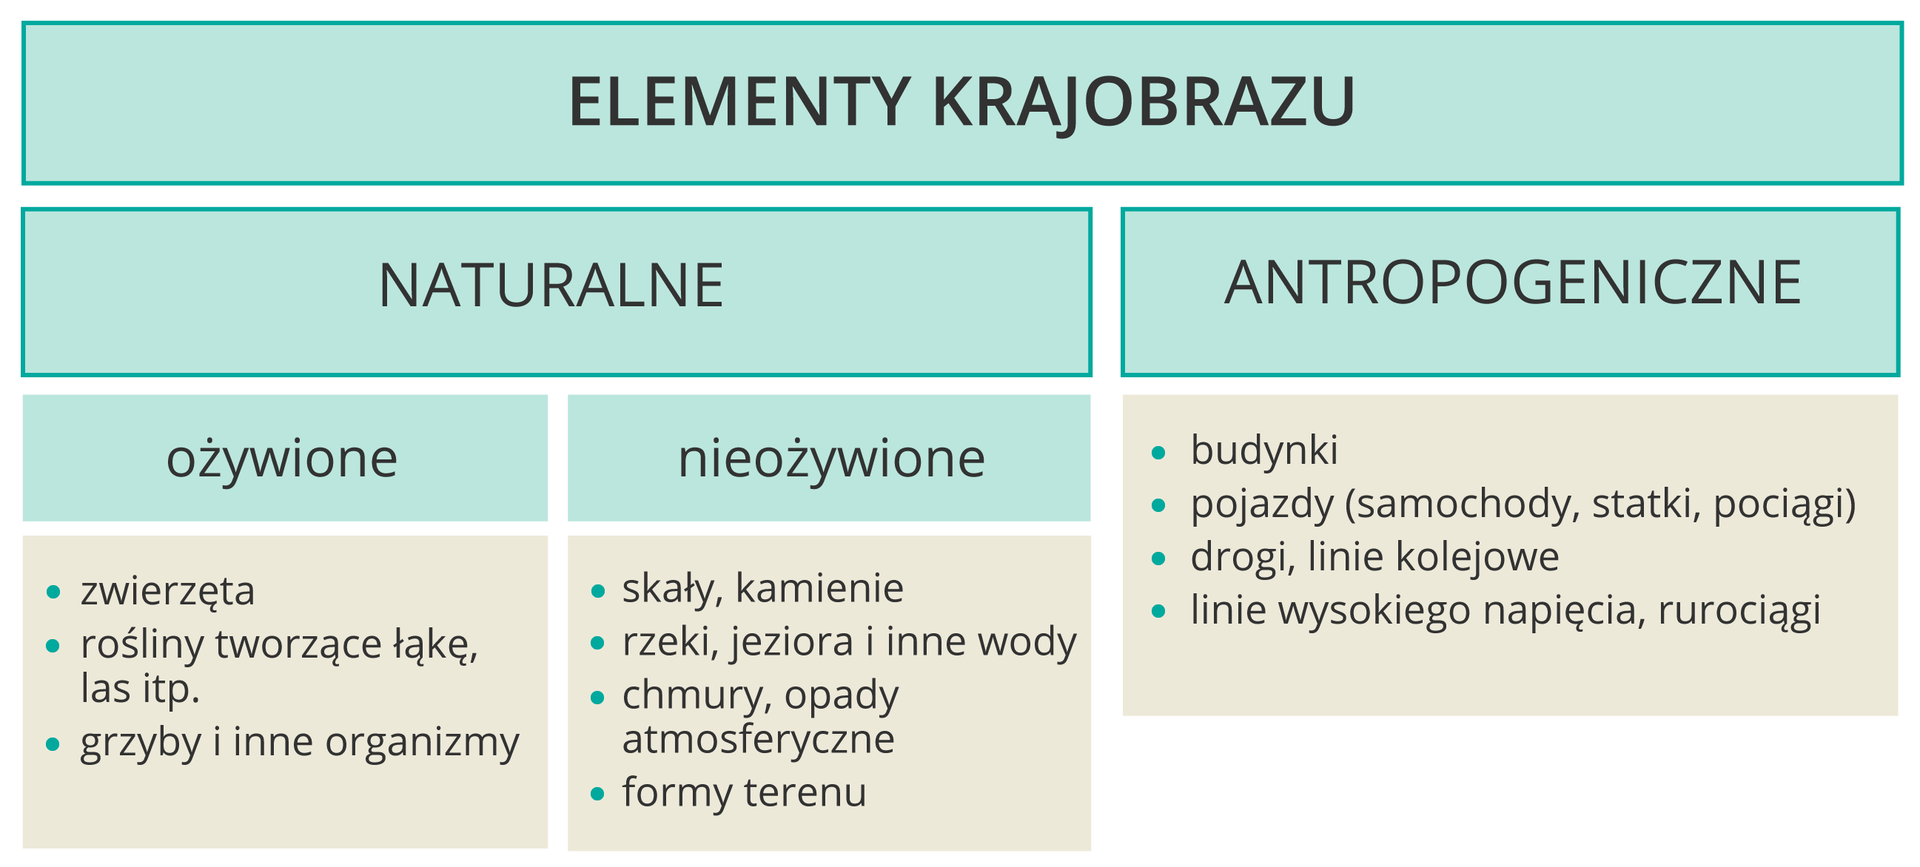 ELEMENTY KRAJOBRAZU
NATURALNE
ANTROPOGENICZNE
ożywione
nieożywione
• zwierzęta
• rośliny tworzące łąkę,
las itp.
• grzyby i inne organizmy
• skały, kamienie
• rzeki, jeziora i inne wody
• chmury, opady
atmosferyczne
• formy terenu
• budynki
• pojazdy (samochody, statki, pociągi)
• drogi, linie kolejowe
• linie wysokiego napięcia, rurociągi